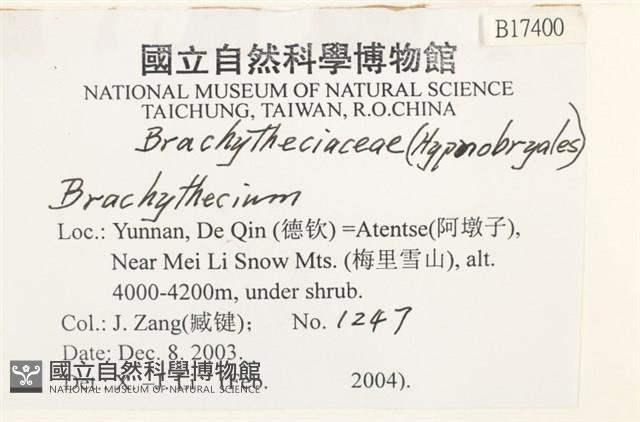 B17400
國立自然科學博物館
NATIONAL MUSEUM OF NATURAL SCIENCE
TAICHUNG, TAIWAN, R.O.CHINA
Brachytheciaceae (Hypnobryales)
Brachythecium
Loc.: Yunnan, De Qin (德钦) =Atentse(阿墩子),
Near Mei Li Snow Mts. (梅里雪山), alt.
4000-4200m, under shrub.
Col.: J. Zang(臧键); No. 1247
Date: Dec. 8. 2003.
國立自然科學博物館
NATIONAL MUSEUM OF NATURAL SCIENCE
2004).